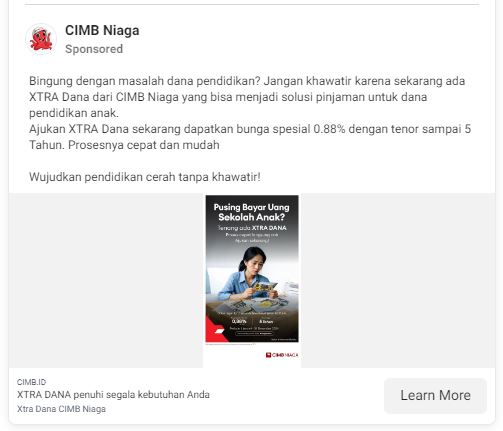 CIMB Niaga
Sponsored
Bingung dengan masalah dana pendidikan? Jangan khawatir karena sekarang ada
XTRA Dana dari CIMB Niaga yang bisa menjadi solusi pinjaman untuk dana
pendidikan anak.
Ajukan XTRA Dana sekarang dapatkan bunga spesial 0.88% dengan tenor sampai 5
Tahun. Prosesnya cepat dan mudah
Wujudkan pendidikan cerah tanpa khawatir!
Pusing Bayar Uang
Sekolah Anak?
Tenang ada XTRA DANA
0,88%
5 Tahun
CIMB NIAGA
CIMB.ID
XTRA DANA penuhi segala kebutuhan Anda
Xtra Dana CIMB Niaga
Learn More